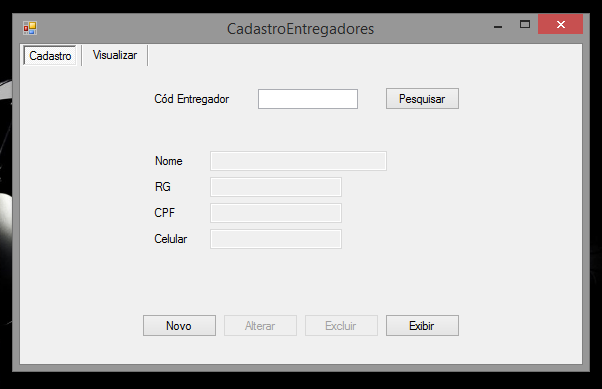 CadastroEntregadores
Cadastro Visualizar
Cód Entregador Pesquisar
Nome
RG
CPF
Celular
Novo Alterar Excluir Exibir